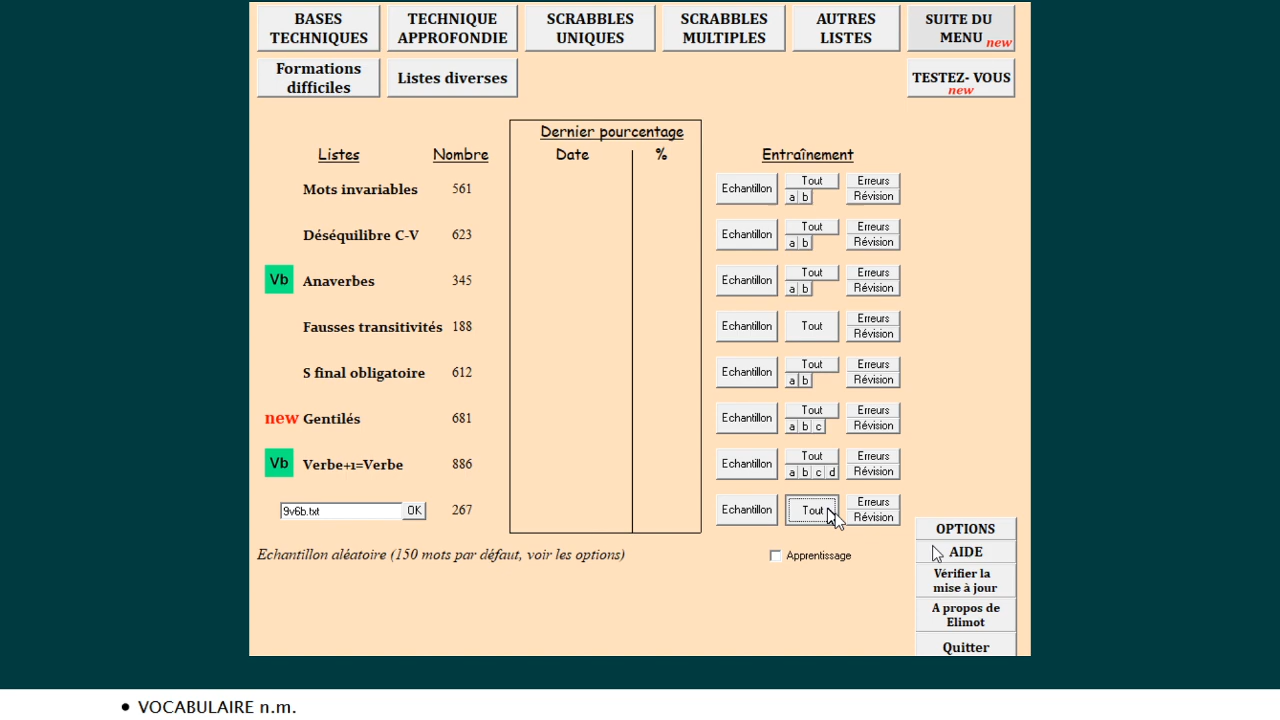 BASES
TECHNIQUES
TECHNIQUE
APPROFONDIE
SCRABBLES
UNIQUES
SCRABBLES
MULTIPLES
AUTRES
LISTES
SUITE DU
MENU new
Formations
difficiles
Listes diverses
TESTEZ- VOUS
new
Dernier pourcentage
Listes Nombre Date % Entraînement
Mots invariables 561 Echantillon Tout a b Erreurs Révision
Déséquilibre C-V 623 Echantillon Tout a b Erreurs Révision
Vb Anaverbes 345 Echantillon Tout a b Erreurs Révision
Fausses transitivités 188 Echantillon Tout Erreurs Révision
S final obligatoire 612 Echantillon Tout a b Erreurs Révision
new Gentilés 681 Echantillon Tout a b c Erreurs Révision
Vb Verbe+1=Verbe 886 Echantillon Tout a b c d Erreurs Révision
9v6b.txt OK 267 Echantillon Tout Erreurs Révision
Echantillon aléatoire (150 mots par défaut, voir les options)
Apprentissage
OPTIONS
AIDE
Vérifier la
mise à jour
A propos de
Elimot
Quitter
• VOCABULAIRE n.m.